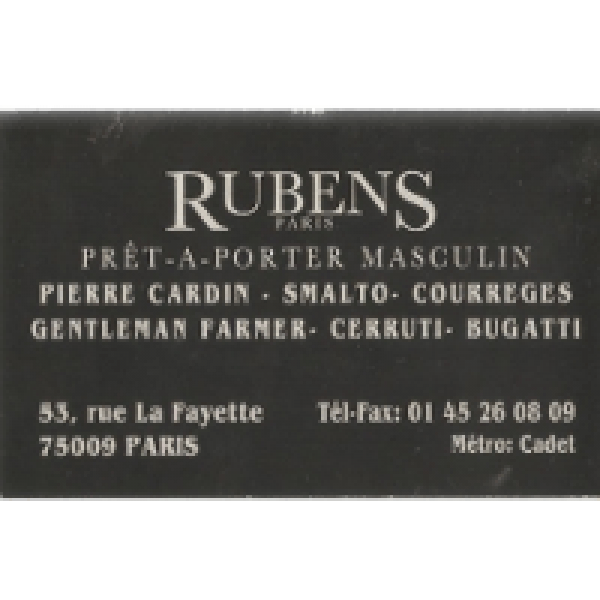 RUBENS
PARIS
PRÊT-A-PORTER MASCULIN
PIERRE CARDIN - SMALTO- COURREGES
GENTLEMAN FARMER- CERRUTI- BUGATTI
53, rue La Fayette
Tél-Fax: 01 45 26 08 09
75009 PARIS
Métro: Cadet